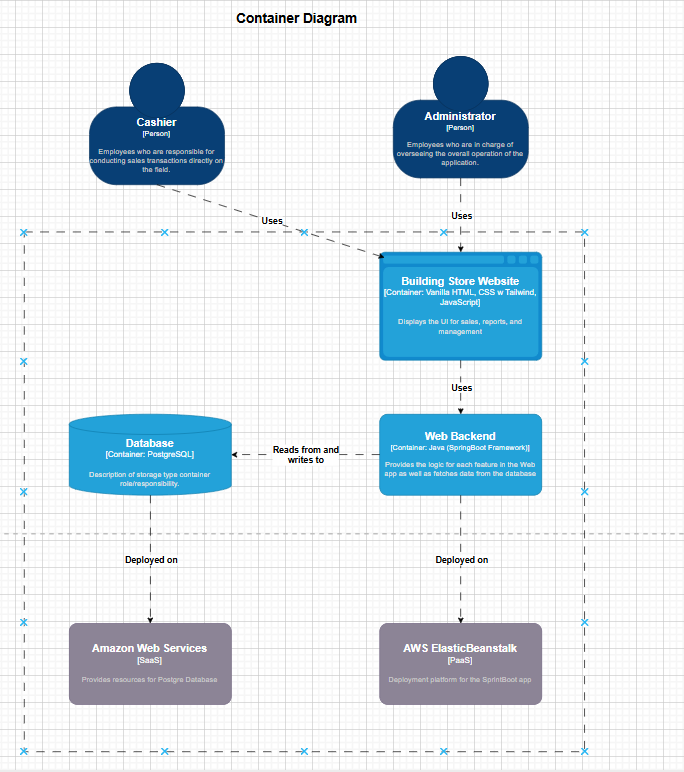 Container Diagram
Cashier
[Person]
Employees who are responsible for
conducting sales transactions directly on
the field.
Administrator
[Person]
Employees who are in charge of
overseeing the overall operation of the
application.
Uses
Uses
Building Store Website
[Container: Vanilla HTML, CSS w Tailwind,
JavaScript]
Displays the UI for sales, reports, and
management
Uses
Database
[Container: PostgreSQL]
Description of storage type container
role/responsibility.
Reads from and
writes to
Web Backend
[Container: Java (SpringBoot Framework)]
Provides the logic for each feature in the Web
app as well as fetches data from the database
Deployed on
Deployed on
Amazon Web Services
[SaaS]
Provides resources for Postgre Database
AWS ElasticBeanstalk
[PaaS]
Deployment platform for the SprintBoot app